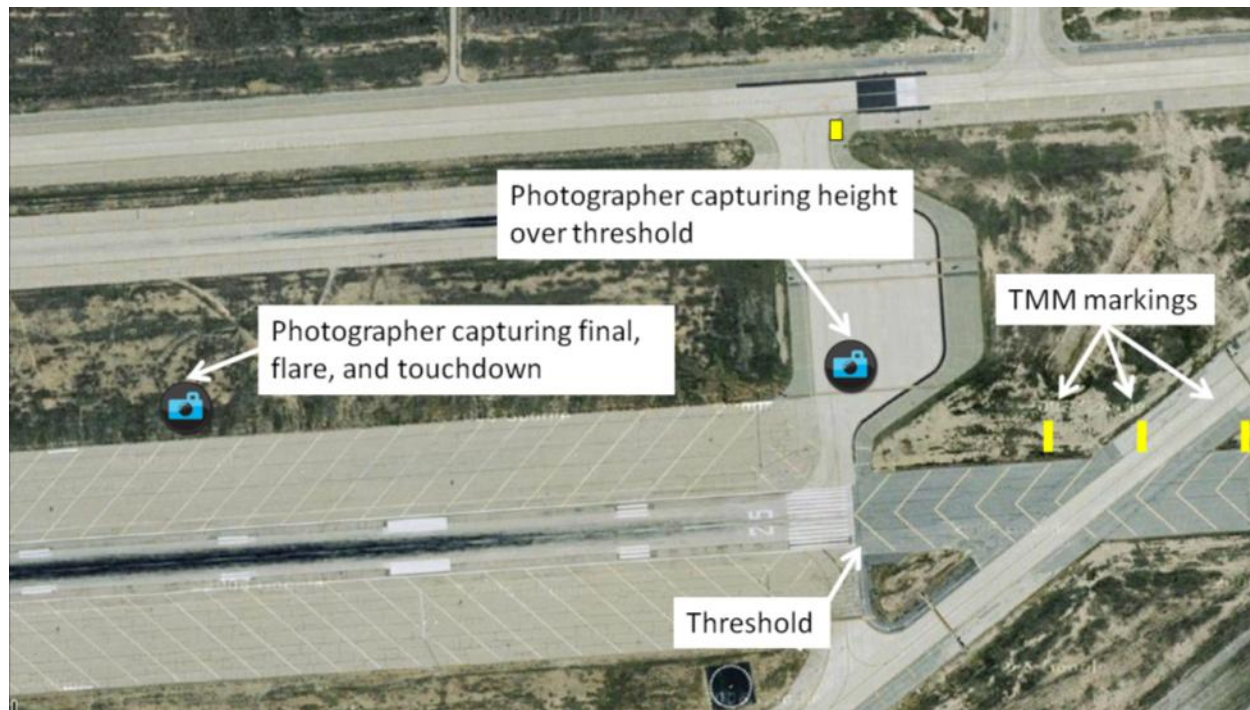 Photographer capturing height
over threshold
TMM markings
Photographer capturing final,
flare, and touchdown
25
Threshold